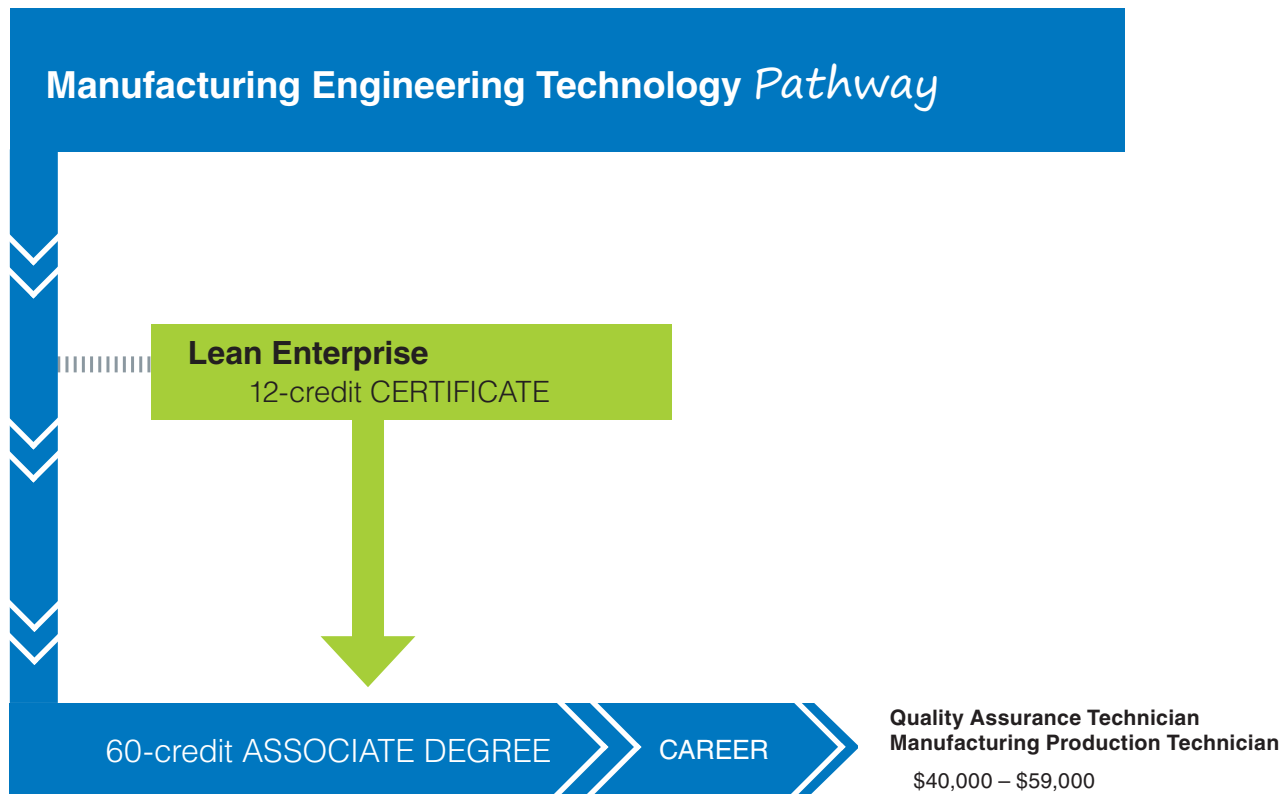 Manufacturing Engineering Technology Pathway
Lean Enterprise
12-credit CERTIFICATE
60-credit ASSOCIATE DEGREE
CAREER
Quality Assurance Technician
Manufacturing Production Technician
$40,000 – $59,000